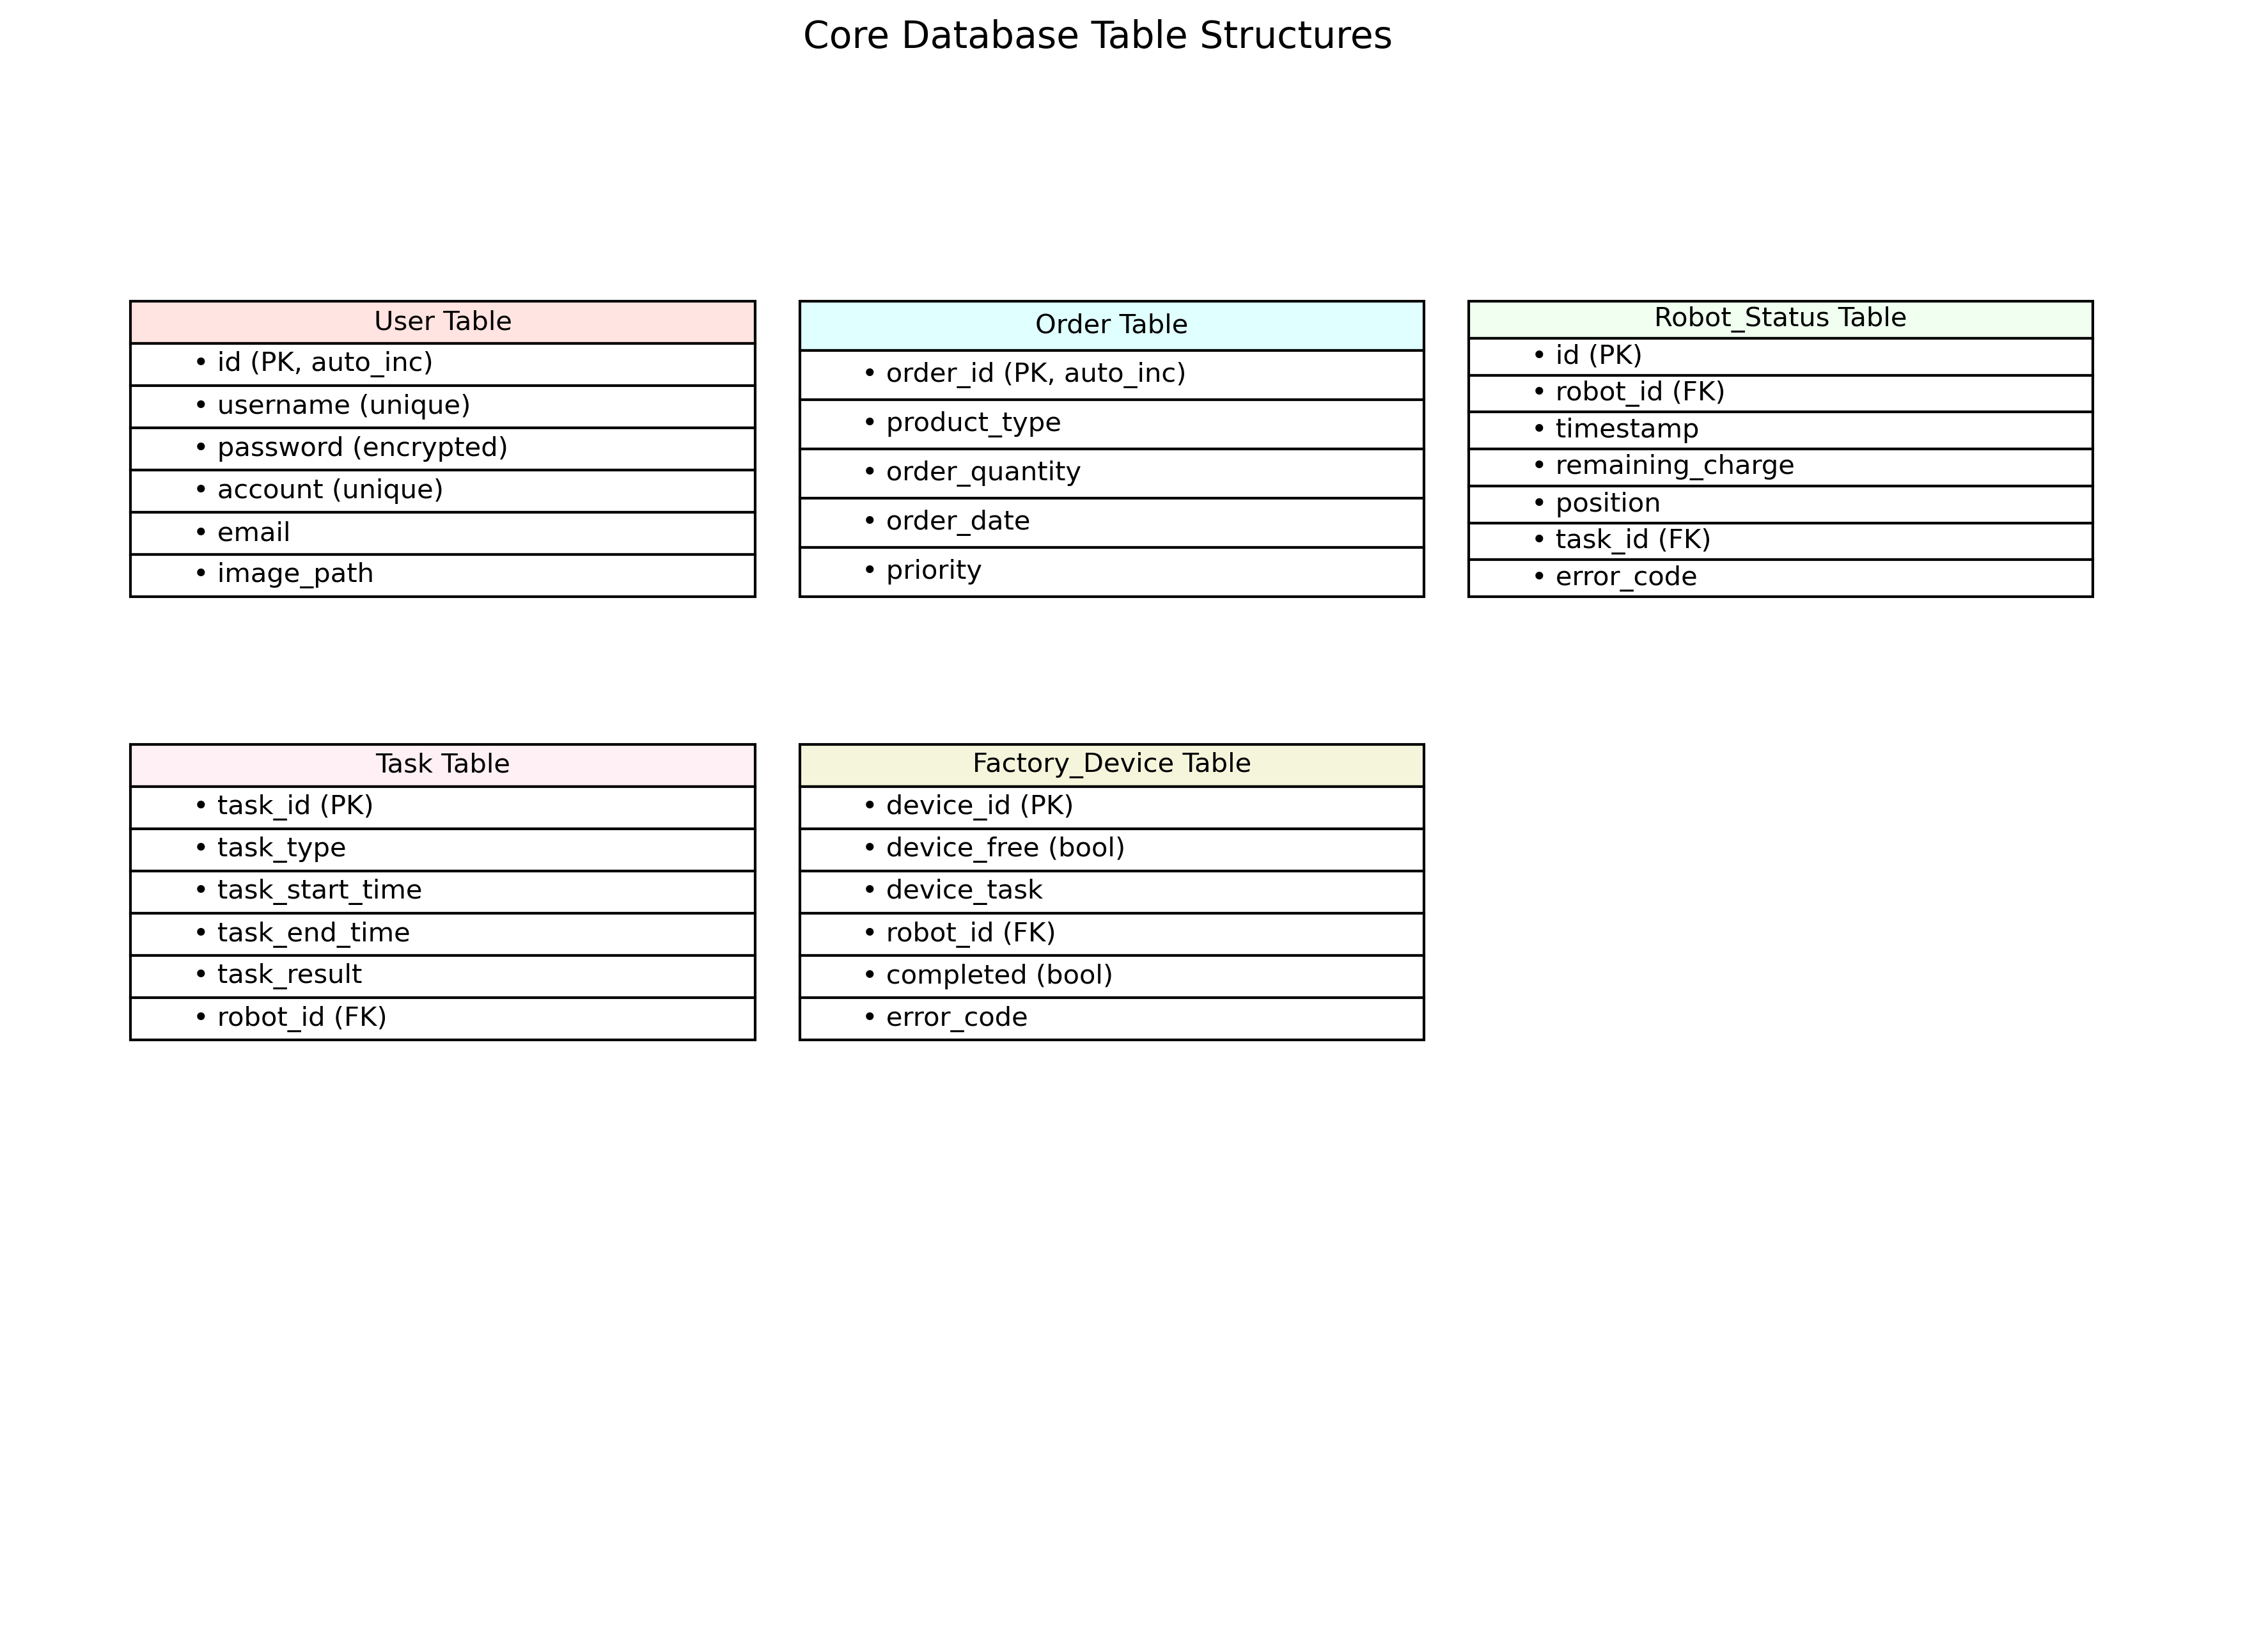 Core Database Table Structures
User Table
• id (PK, auto_inc)
• username (unique)
• password (encrypted)
• account (unique)
• email
• image_path
Order Table
• order_id (PK, auto_inc)
• product_type
• order_quantity
• order_date
• priority
Robot_Status Table
• id (PK)
• robot_id (FK)
• timestamp
• remaining_charge
• position
• task_id (FK)
• error_code
Task Table
• task_id (PK)
• task_type
• task_start_time
• task_end_time
• task_result
• robot_id (FK)
Factory_Device Table
• device_id (PK)
• device_free (bool)
• device_task
• robot_id (FK)
• completed (bool)
• error_code